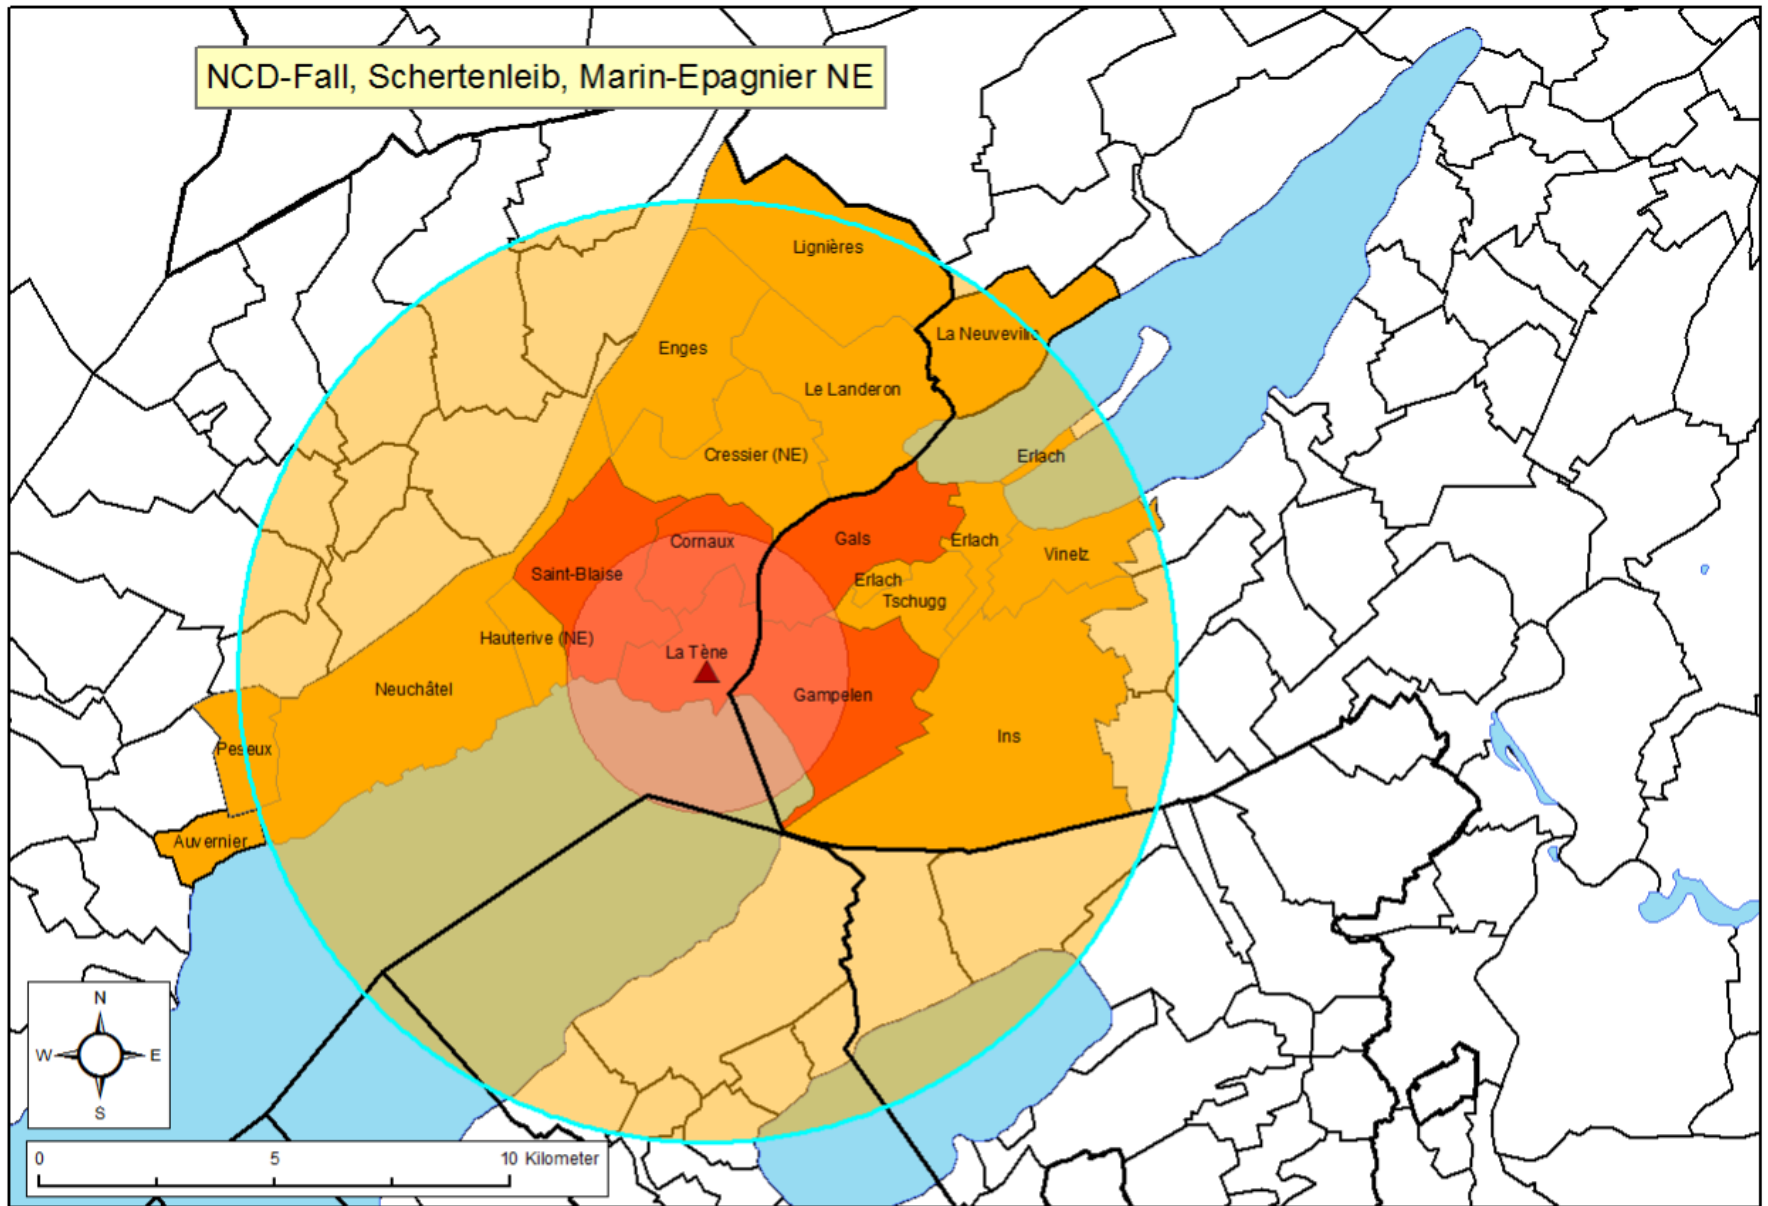 NCD-Fall, Schertenleib, Marin-Epagnier NE
Lignières
La Neuveville
Enges
Le Landeron
Cressier (NE)
Erlach
Cornaux
Gals
Erlach
Vinelz
Saint-Blaise
Erlach
Tschugg
Hauterive (NE)
La Tène
Neuchâtel
Gampelen
Ins
Peseux
Auvernier
N
W E
S
0 5 10 Kilometer